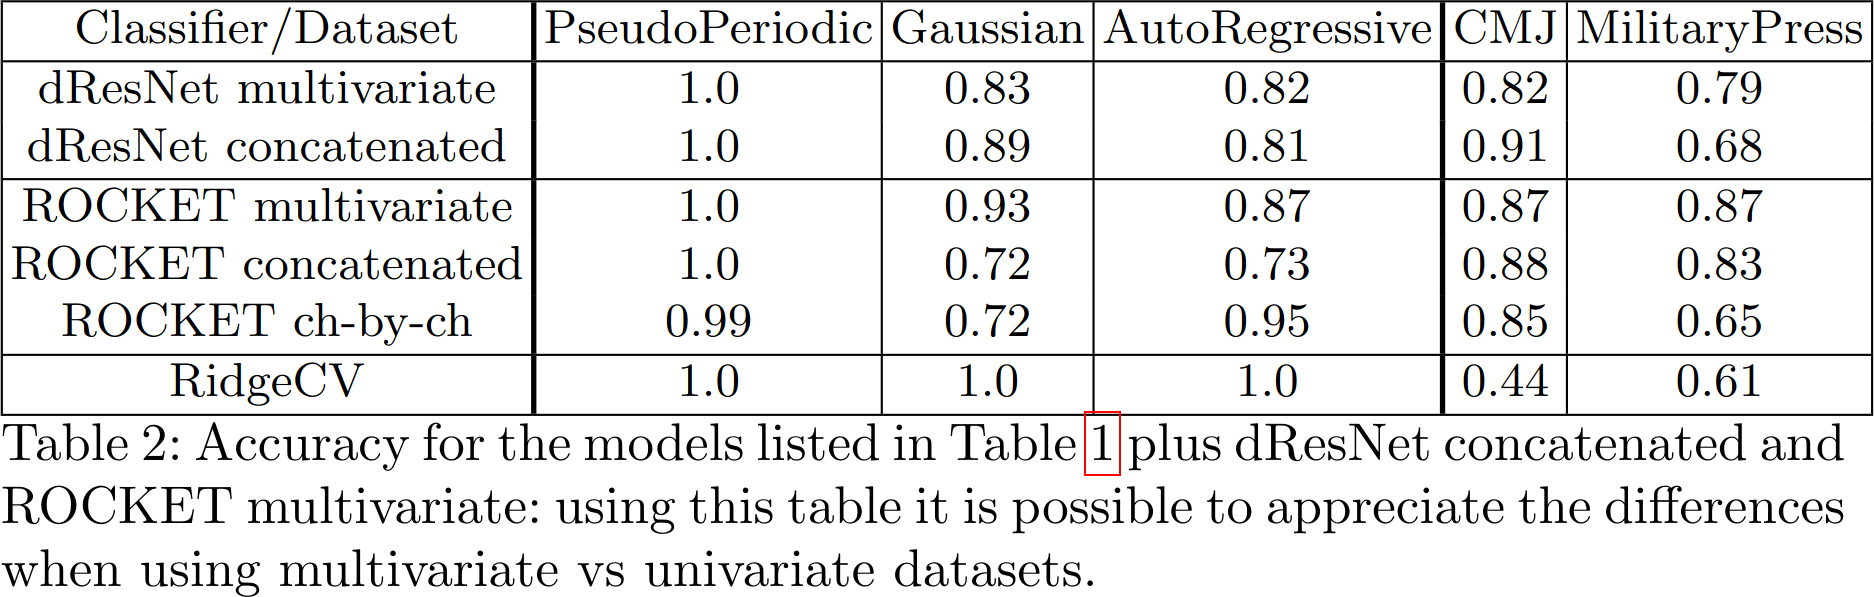 Classifier/Dataset PseudoPeriodic Gaussian AutoRegressive CMJ MilitaryPress
dResNet multivariate 1.0 0.83 0.82 0.82 0.79
dResNet concatenated 1.0 0.89 0.81 0.91 0.68
ROCKET multivariate 1.0 0.93 0.87 0.87 0.87
ROCKET concatenated 1.0 0.72 0.73 0.88 0.83
ROCKET ch-by-ch 0.99 0.72 0.95 0.85 0.65
RidgeCV 1.0 1.0 1.0 0.44 0.61
Table 2: Accuracy for the models listed in Table 1 plus dResNet concatenated and
ROCKET multivariate: using this table it is possible to appreciate the differences
when using multivariate vs univariate datasets.